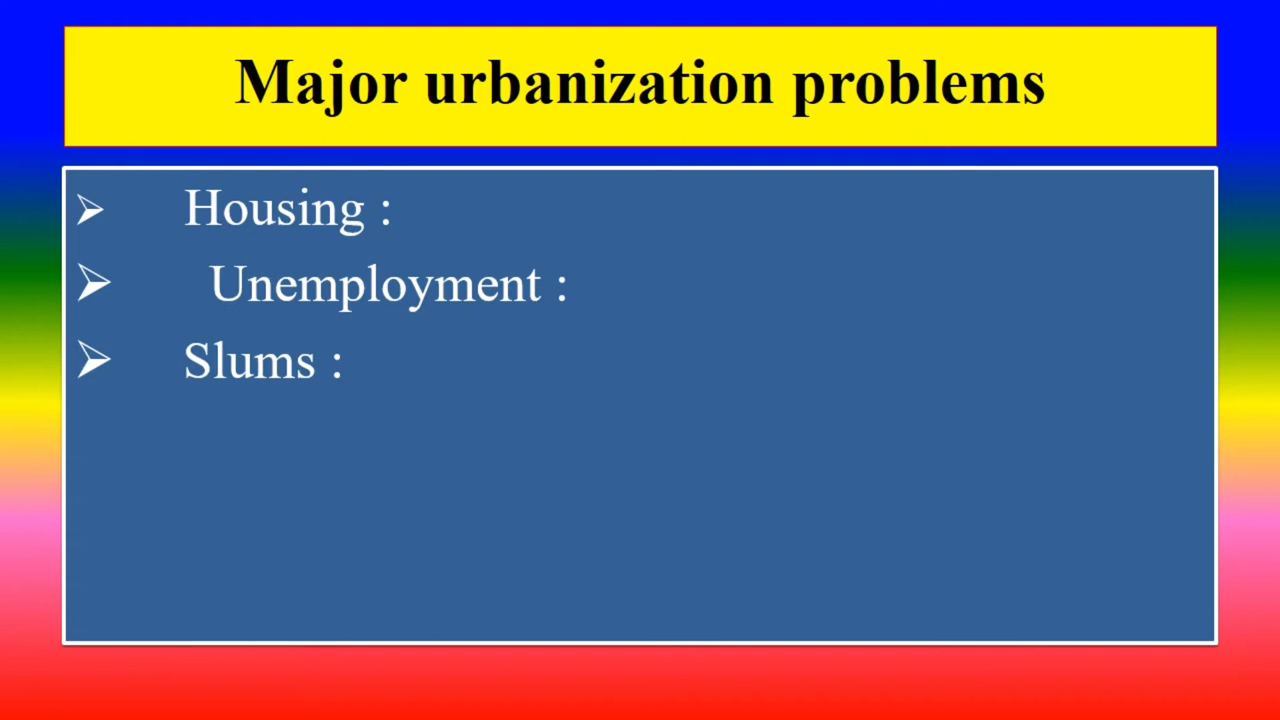 Major urbanization problems
➢ Housing :
➢ Unemployment :
➢ Slums :